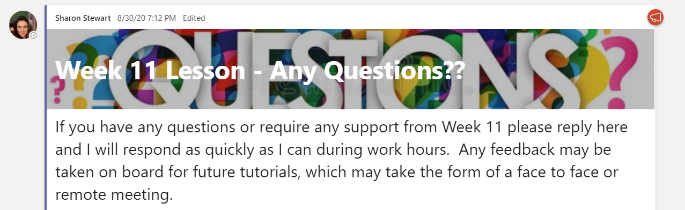 Sharon Stewart 8/30/20 7:12 PM Edited
QUESTIONS
Week 11 Lesson - Any Questions??
If you have any questions or require any support from Week 11 please reply here
and I will respond as quickly as I can during work hours.  Any feedback may be
taken on board for future tutorials, which may take the form of a face to face or
remote meeting.